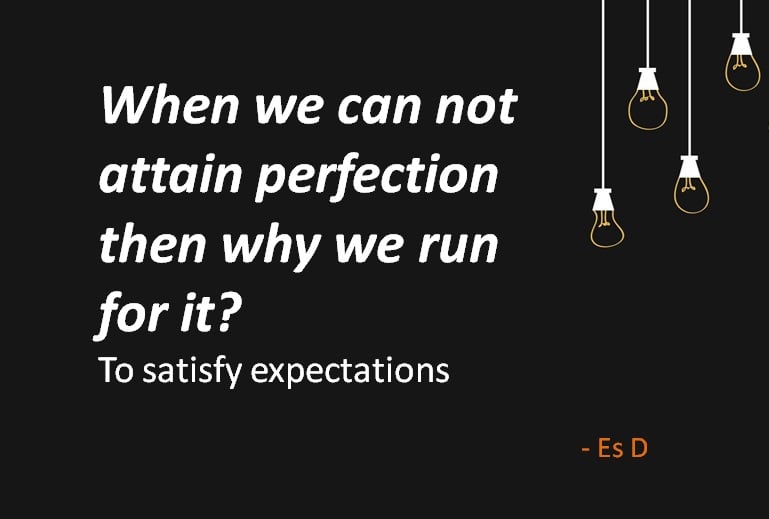 When we can not
attain perfection
then why we run
for it?
To satisfy expectations
- Es D